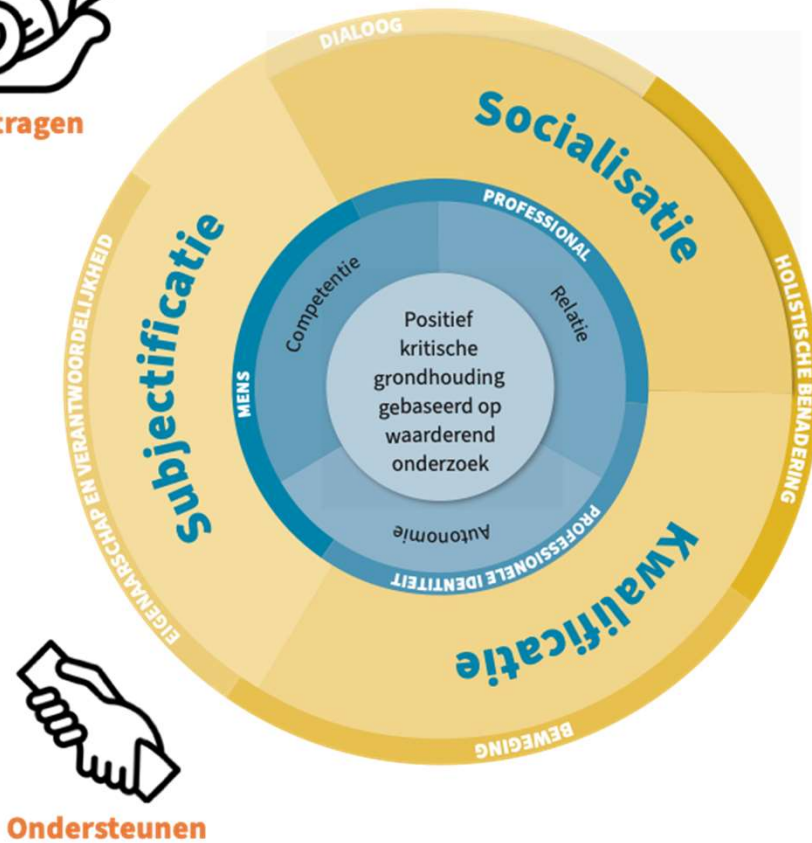 tragen
DIALOOG
Socialisatie
HOLISTISCHE BENADERING
Kwalificatie
BEWEGING
Subjectificatie
EIGENAARSCHAP EN VERANTWOORDELIJKHEID
PROFESSIONAL
PROFESSIONELE IDENTITEIT
MENS
Competentie
Relatie
Autonomie
Positief
kritische
grondhouding
gebaseerd op
waarderend
onderzoek
Ondersteunen